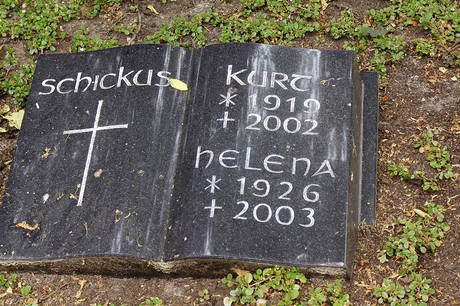 Schickus
Kurt
* 1919
+ 2002
Helena
* 1926
+ 2003